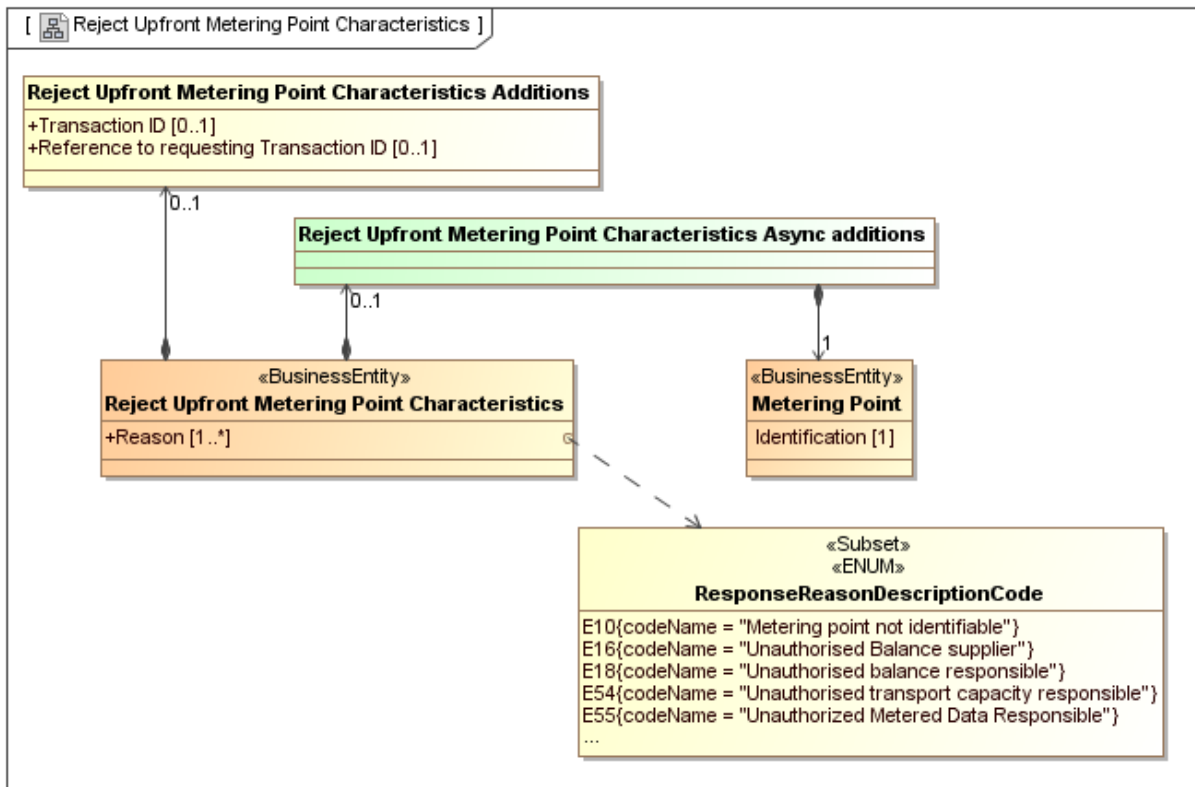 [ Reject Upfront Metering Point Characteristics ]
Reject Upfront Metering Point Characteristics Additions
+Transaction ID [0..1]
+Reference to requesting Transaction ID [0..1]
0..1
Reject Upfront Metering Point Characteristics Async additions
0..1
1
«BusinessEntity»
Reject Upfront Metering Point Characteristics
+Reason [1..*]
«BusinessEntity»
Metering Point
Identification [1]
«Subset»
«ENUM»
ResponseReasonDescriptionCode
E10{codeName = "Metering point not identifiable"}
E16{codeName = "Unauthorised Balance supplier"}
E18{codeName = "Unauthorised balance responsible"}
E54{codeName = "Unauthorised transport capacity responsible"}
E55{codeName = "Unauthorized Metered Data Responsible"}
...